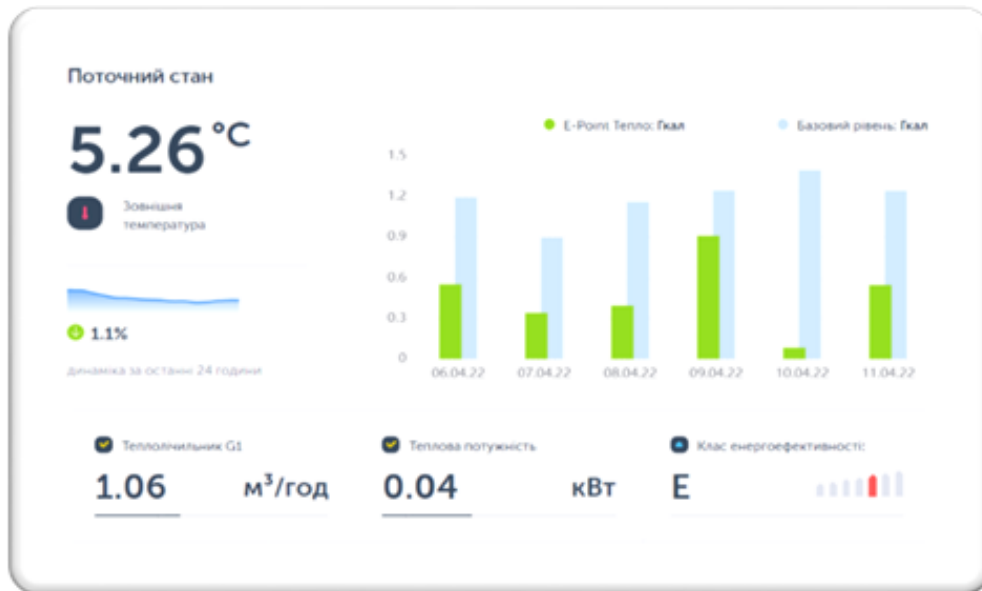 Поточний стан
5.26 °C
Зовнішня
температура
1.1%
динаміка за останні 24 години
E-Point Тепло: Гкал
Базовий рівень: Гкал
1.5
1.2
0.9
0.6
0.3
0
06.04.22 07.04.22 08.04.22 09.04.22 10.04.22 11.04.22
Теплолічильник G1
1.06 м³/год
Теплова потужність
0.04 кВт
Клас енергоефективності:
E